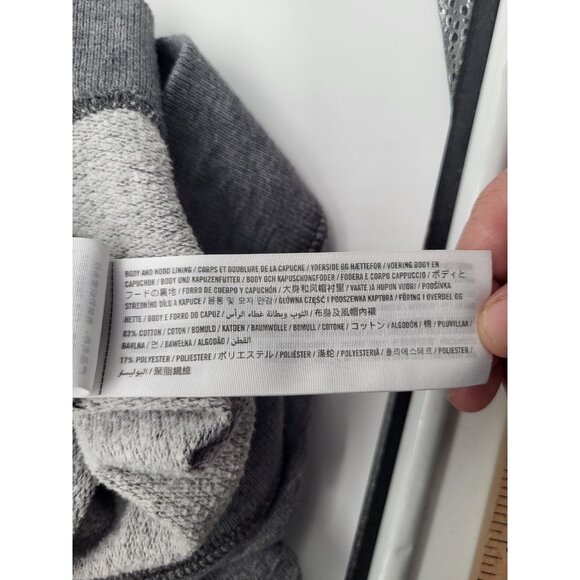 BODY AND HOOD LINING / CORPS ET DOUBLURE DE LA CAPUCHE / YDERSIDE OG HÆTTEFOR / VOERING BODY EN
CAPUCHON / BODY UND KAPUZENFUTTER / BODY OCH KAPUSCHONGFODER / FODERA E CORPO CAPPUCCIO / ボディと
フードの裏地 / FORRO DE CUERPO Y CAPUCHÓN / 大身和风帽衬里 / VAATE JA HUPUN VUORI / PODŠÍVKA
STŘEDNÍHO DÍLU A KAPUCE / 몸통 및 모자 안감 / GŁÓWNA CZĘŚĆ I PODSZEWKA KAPTURA / FÔRING I OVERDEL OG
HETTE / BODY E FORRO DO CAPUZ / الثوب وبطانة غطاء الرأس / 布身及風帽內襯
83% COTTON / COTON / BOMULD / KATOEN / BAUMWOLLE / BOMULL / COTONE / コットン / ALGODÓN / 棉 / PUUVILLAA /
BAVLNA / 면 / BAWEŁNA / ALGODÃO / القطن /
17% POLYESTER / POLIESTERE / ポリエステル / POLIÉSTER / 涤纶 / POLYESTERIÄ / 폴리에스테르 / POLIESTER /
البوليستر / 聚脂纖維